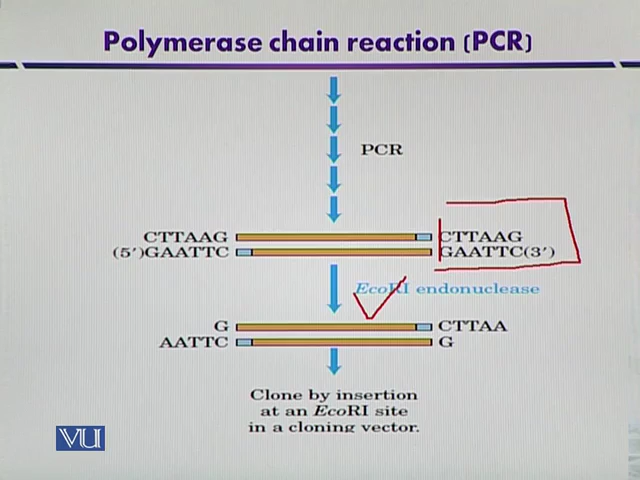 Polymerase chain reaction (PCR)
PCR
CTTAAG CTTAAG
(5′)GAATTC GAATTC(3′)
EcoRI endonuclease
G CTTAA
AATTC G
Clone by insertion
at an EcoRI site
in a cloning vector.
VU